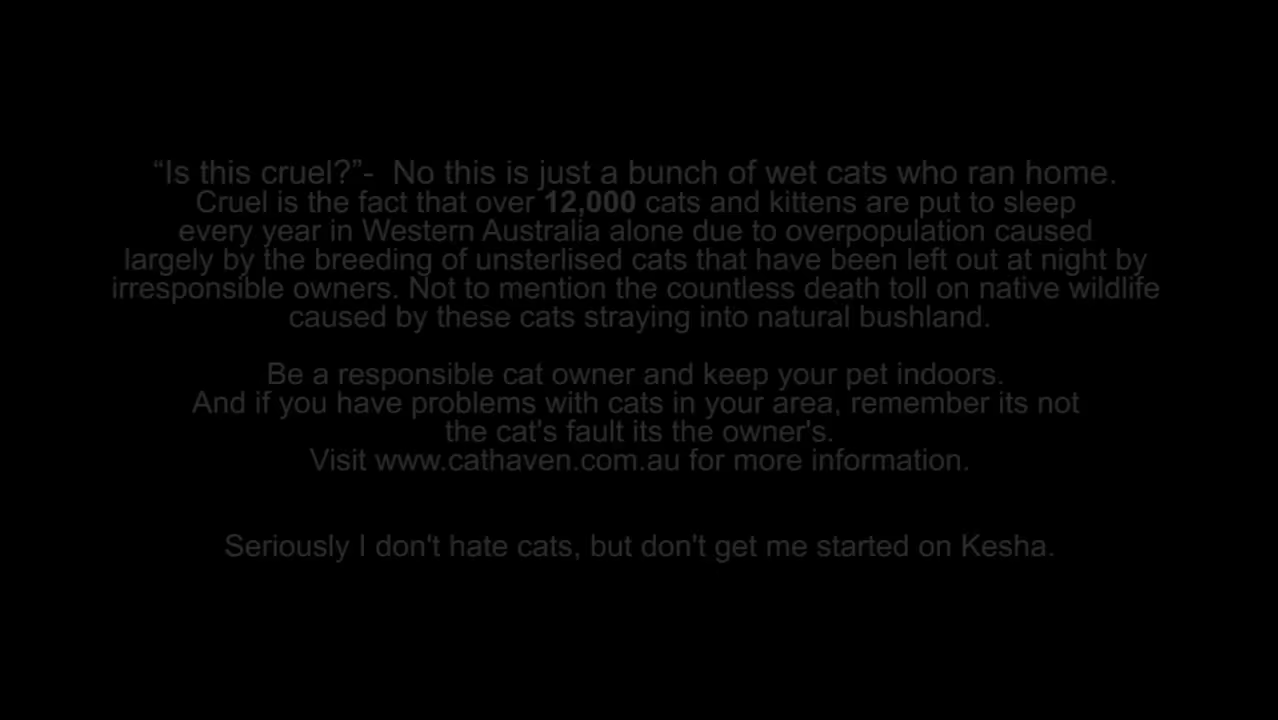 “Is this cruel?”-  No this is just a bunch of wet cats who ran home.
Cruel is the fact that over 12,000 cats and kittens are put to sleep
every year in Western Australia alone due to overpopulation caused
largely by the breeding of unsterlised cats that have been left out at night by
irresponsible owners. Not to mention the countless death toll on native wildlife
caused by these cats straying into natural bushland.
Be a responsible cat owner and keep your pet indoors.
And if you have problems with cats in your area, remember its not
the cat's fault its the owner's.
Visit www.cathaven.com.au for more information.
Seriously I don't hate cats, but don't get me started on Kesha.